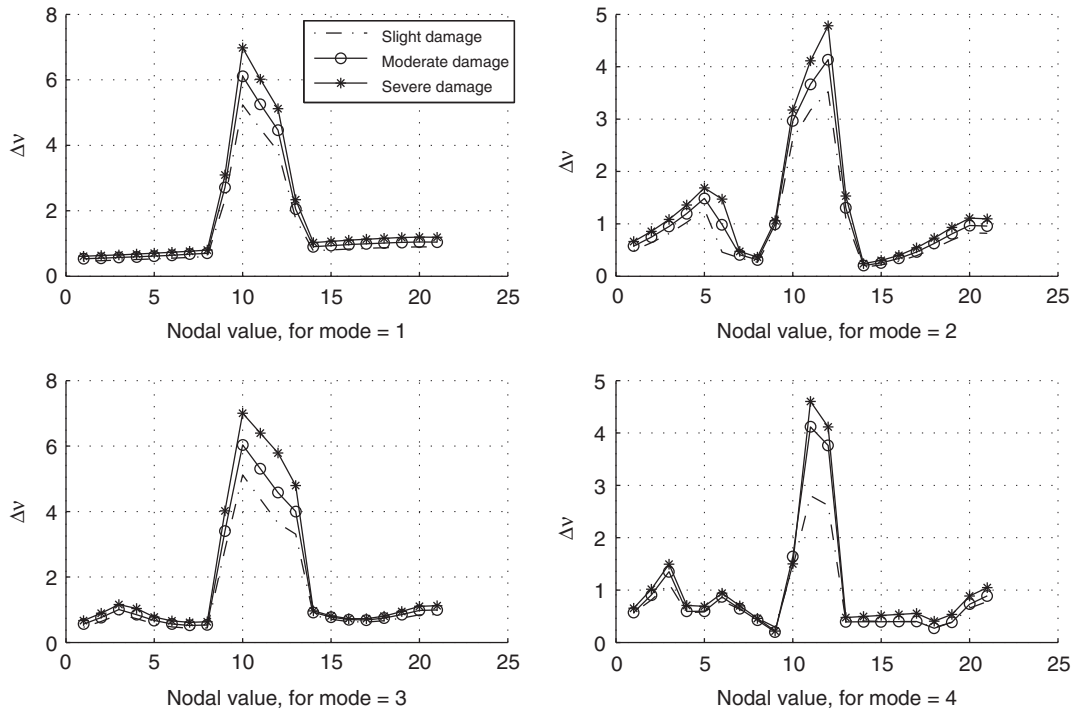 8
6
4
2
0
Δν
0 5 10 15 20 25
Nodal value, for mode = 1
Slight damage
Moderate damage
Severe damage
5
4
3
2
1
0
Δν
0 5 10 15 20 25
Nodal value, for mode = 2
8
6
4
2
0
Δν
0 5 10 15 20 25
Nodal value, for mode = 3
5
4
3
2
1
0
Δν
0 5 10 15 20 25
Nodal value, for mode = 4